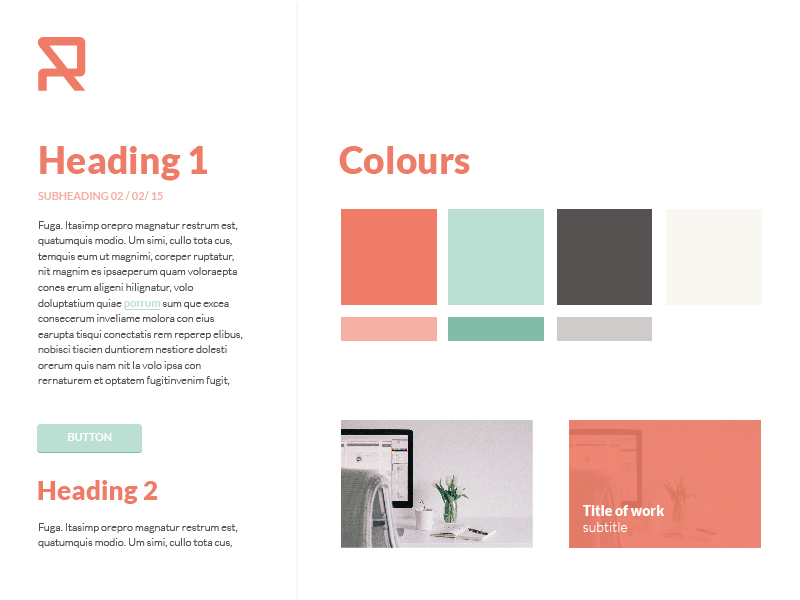 Heading 1
SUBHEADING 02 / 02/ 15
Fuga. Itasimp orepro magnatur restrum est,
quatumquis modio. Um simi, cullo tota cus,
temquis eum ut magnimi, coreper ruptatur,
nit magnim es ipsaeperum quam voloraepta
cones erum aligeni hilignatur, volo
doluptatium quiae porrum sum que excea
consecerum inveliame molora con eius
earupta tisqui conectatis rem reperep elibus,
nobisci tiscien duntiorem nestiore dolesti
orerum quis nam nit la volo ipsa con
rernaturem et optatem fugitinvenim fugit,
BUTTON
Heading 2
Fuga. Itasimp orepro magnatur restrum est,
quatumquis modio. Um simi, cullo tota cus,
Colours
Title of work
subtitle